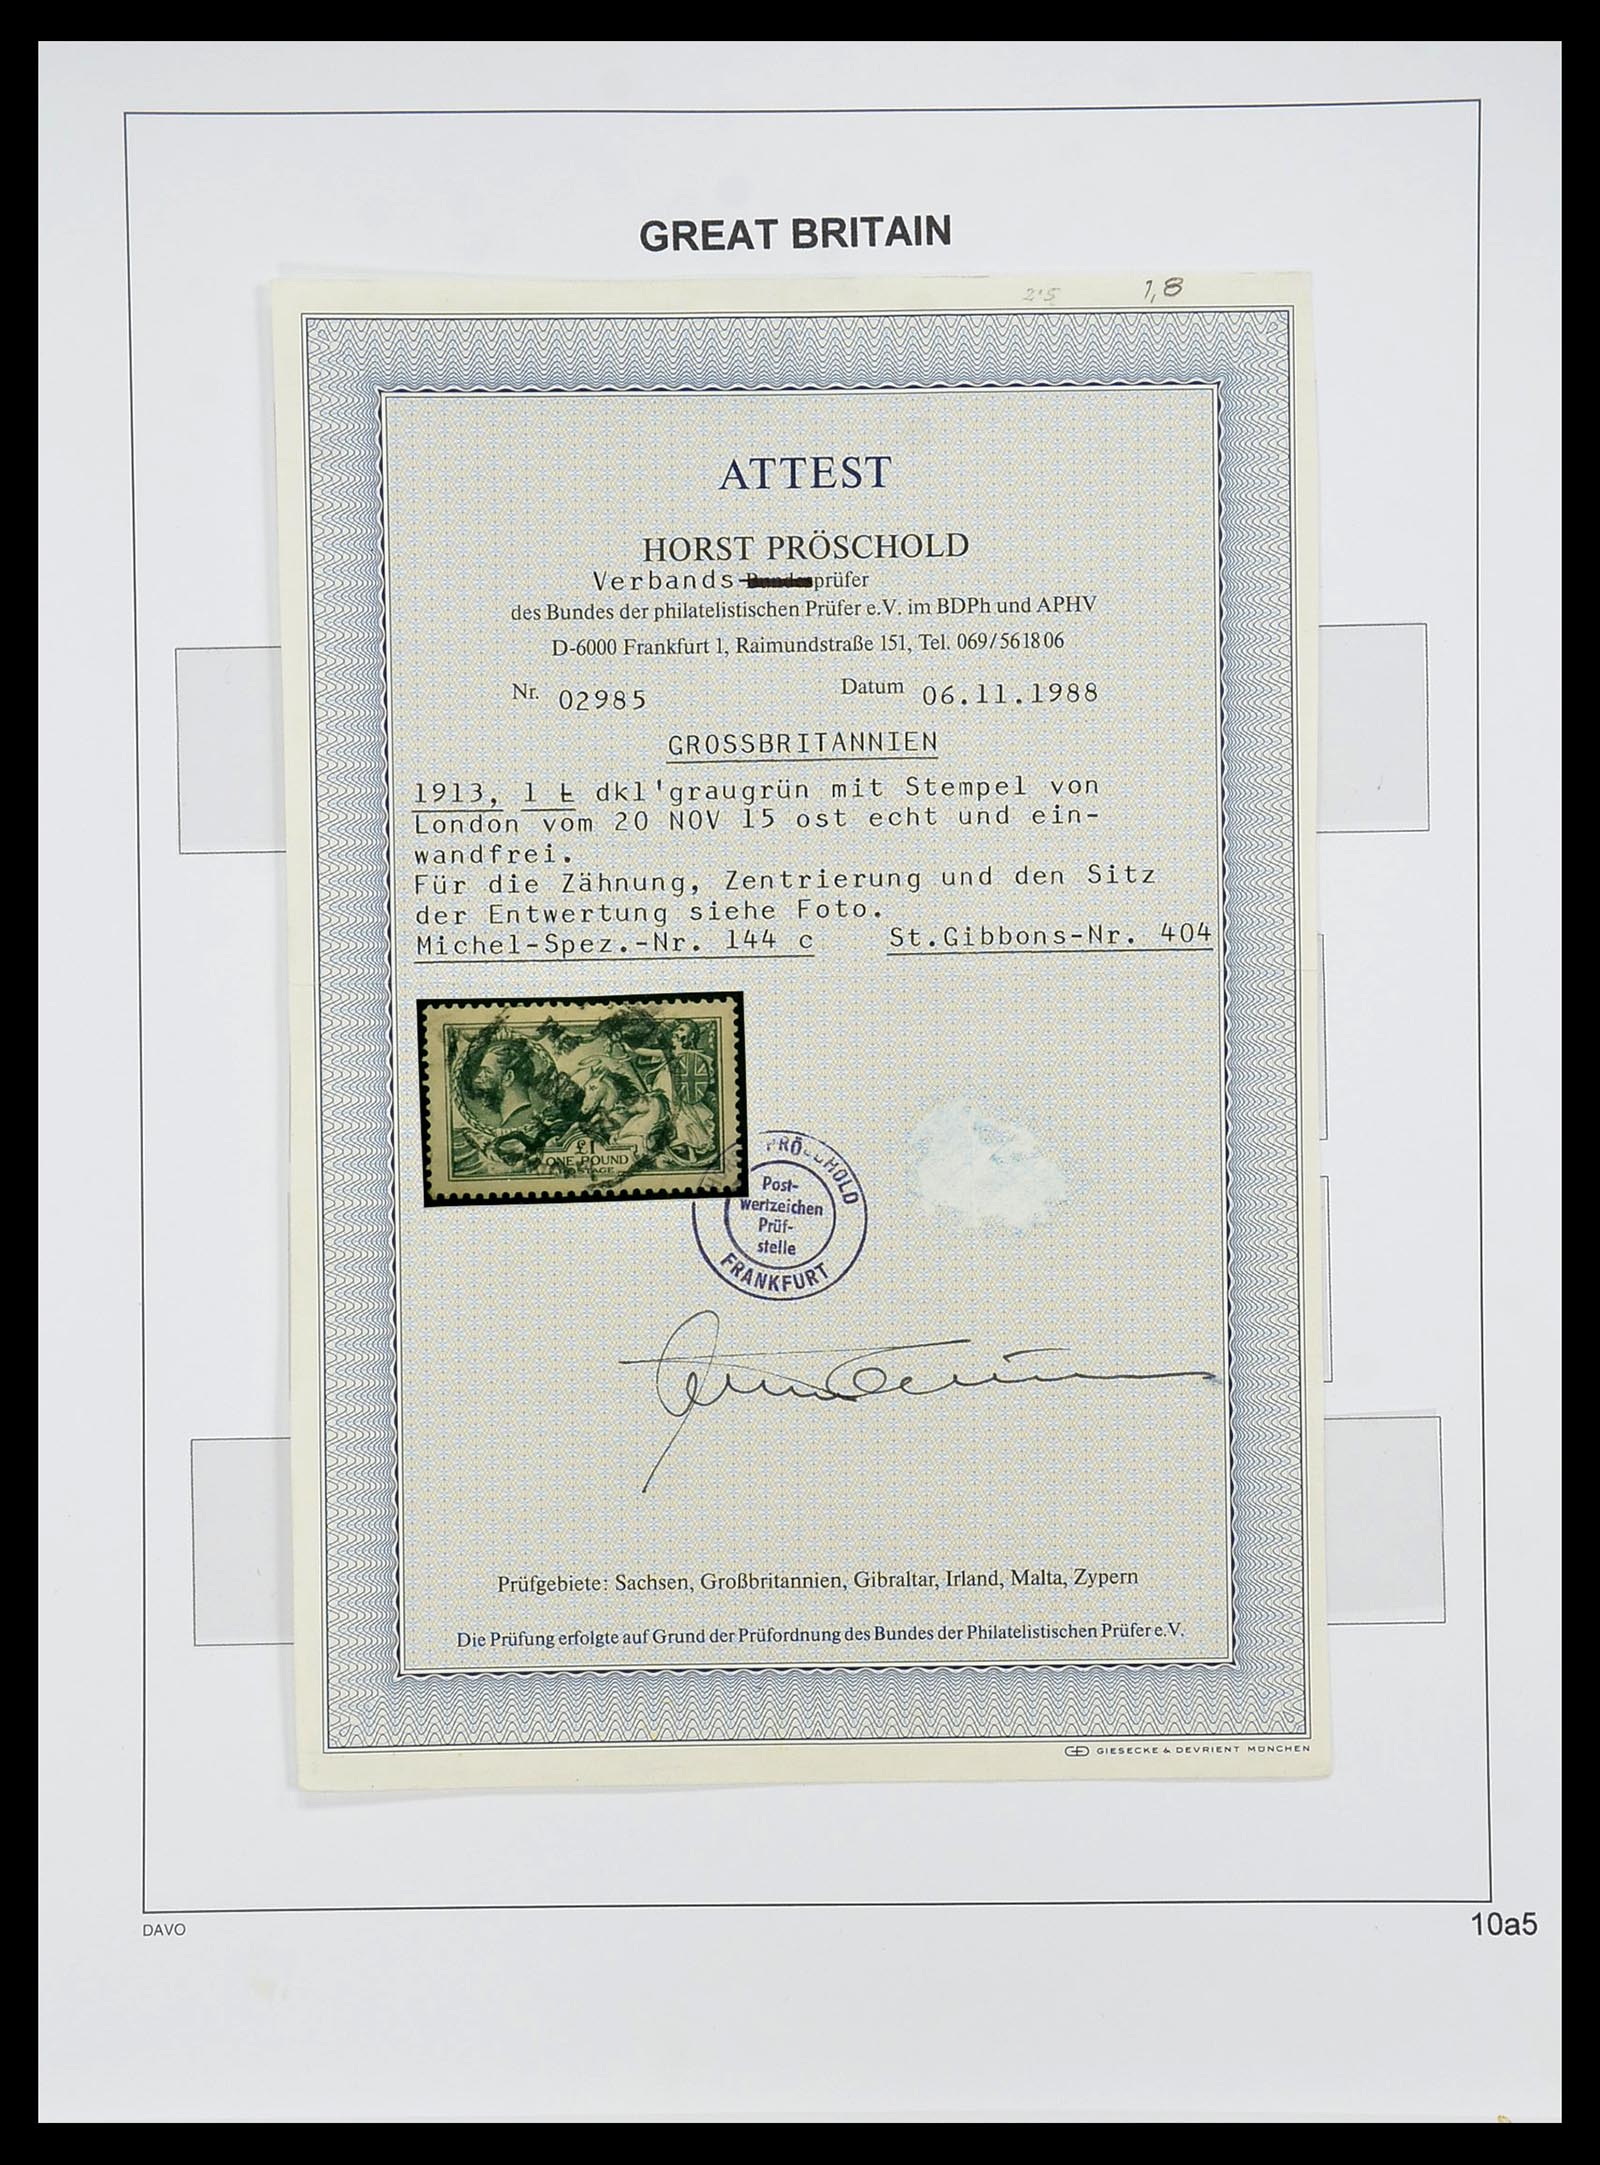 GREAT BRITAIN
2.5 1,8
ATTEST
HORST PRÖSCHOLD
Verbands-prüfer
des Bundes der philatelistischen Prüfer e.V. im BDPh und APHV
D-6000 Frankfurt 1, Raimundstraße 151, Tel. 069/561806
Nr. 02985 Datum 06.11.1988
GROSSBRITANNIEN
1913, 1 Ł dkl'graugrün mit Stempel von
London vom 20 NOV 15 ost echt und ein-
wandfrei.
Für die Zähnung, Zentrierung und den Sitz
der Entwertung siehe Foto.
Michel-Spez.-Nr. 144 c St.Gibbons-Nr. 404
£1
ONE POUND
POSTAGE
PRÖSCHOLD
Post-
wertzeichen
Prüf-
stelle
FRANKFURT
Prüfgebiete: Sachsen, Großbritannien, Gibraltar, Irland, Malta, Zypern
Die Prüfung erfolgte auf Grund der Prüfordnung des Bundes der Philatelistischen Prüfer e.V.
GIESECKE & DEVRIENT MÜNCHEN
DAVO
10a5